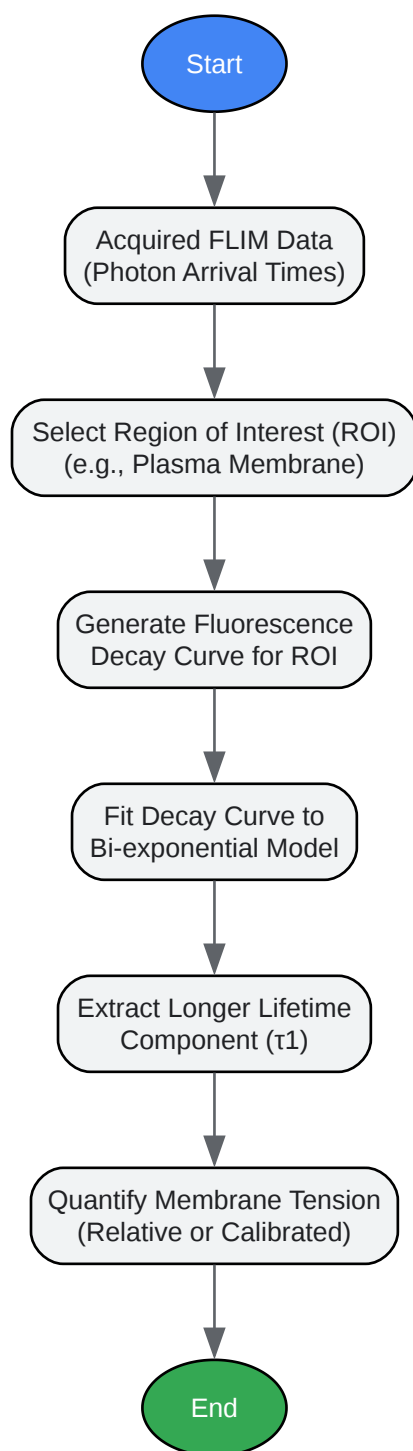 Start
Acquired FLIM Data
(Photon Arrival Times)
Select Region of Interest (ROI)
(e.g., Plasma Membrane)
Generate Fluorescence
Decay Curve for ROI
Fit Decay Curve to
Bi-exponential Model
Extract Longer Lifetime
Component (τ1)
Quantify Membrane Tension
(Relative or Calibrated)
End